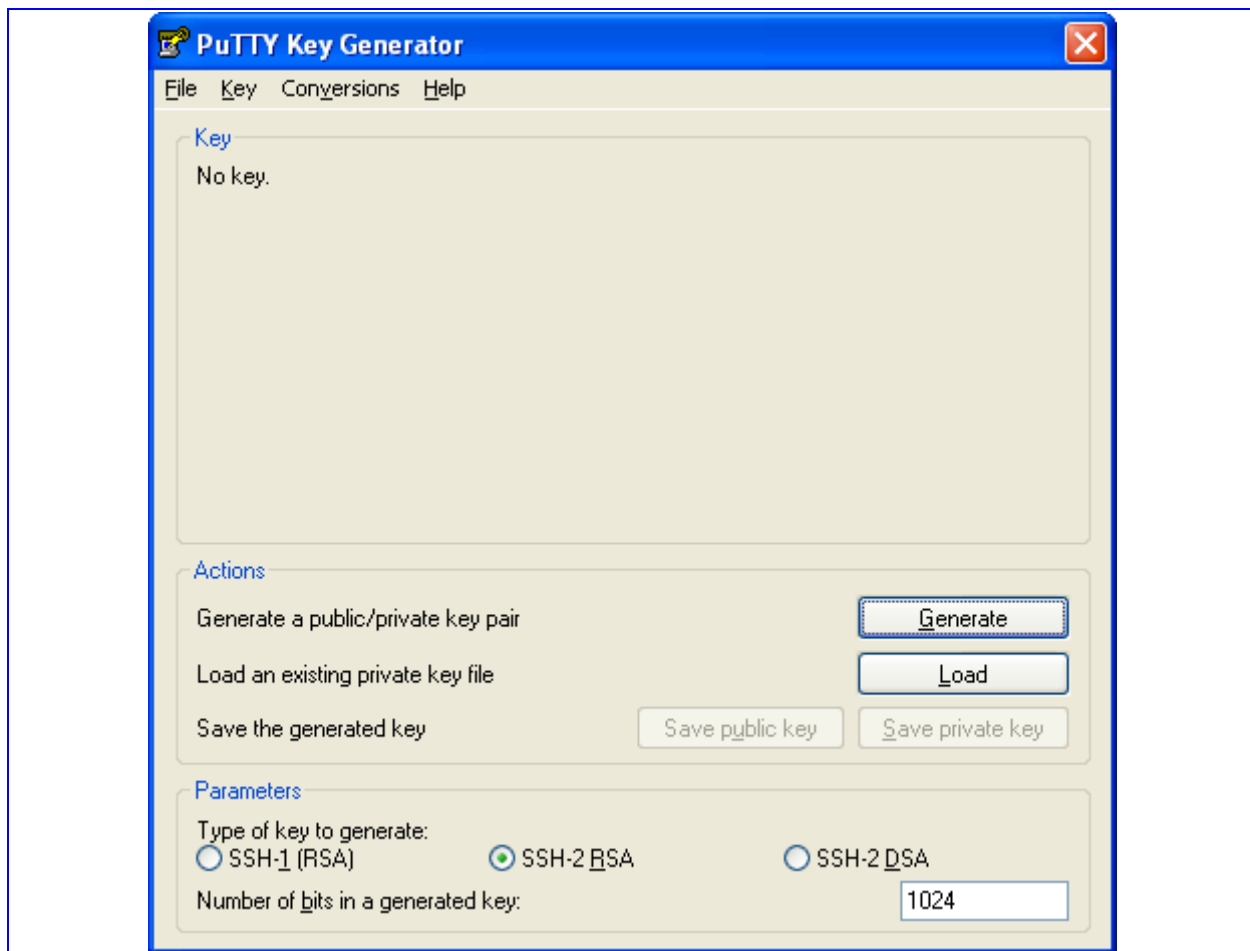 PuTTY Key Generator
File Key Conversions Help
Key
No key.
Actions
Generate a public/private key pair Generate
Load an existing private key file Load
Save the generated key Save public key Save private key
Parameters
Type of key to generate:
SSH-1 (RSA) SSH-2 RSA SSH-2 DSA
Number of bits in a generated key: 1024